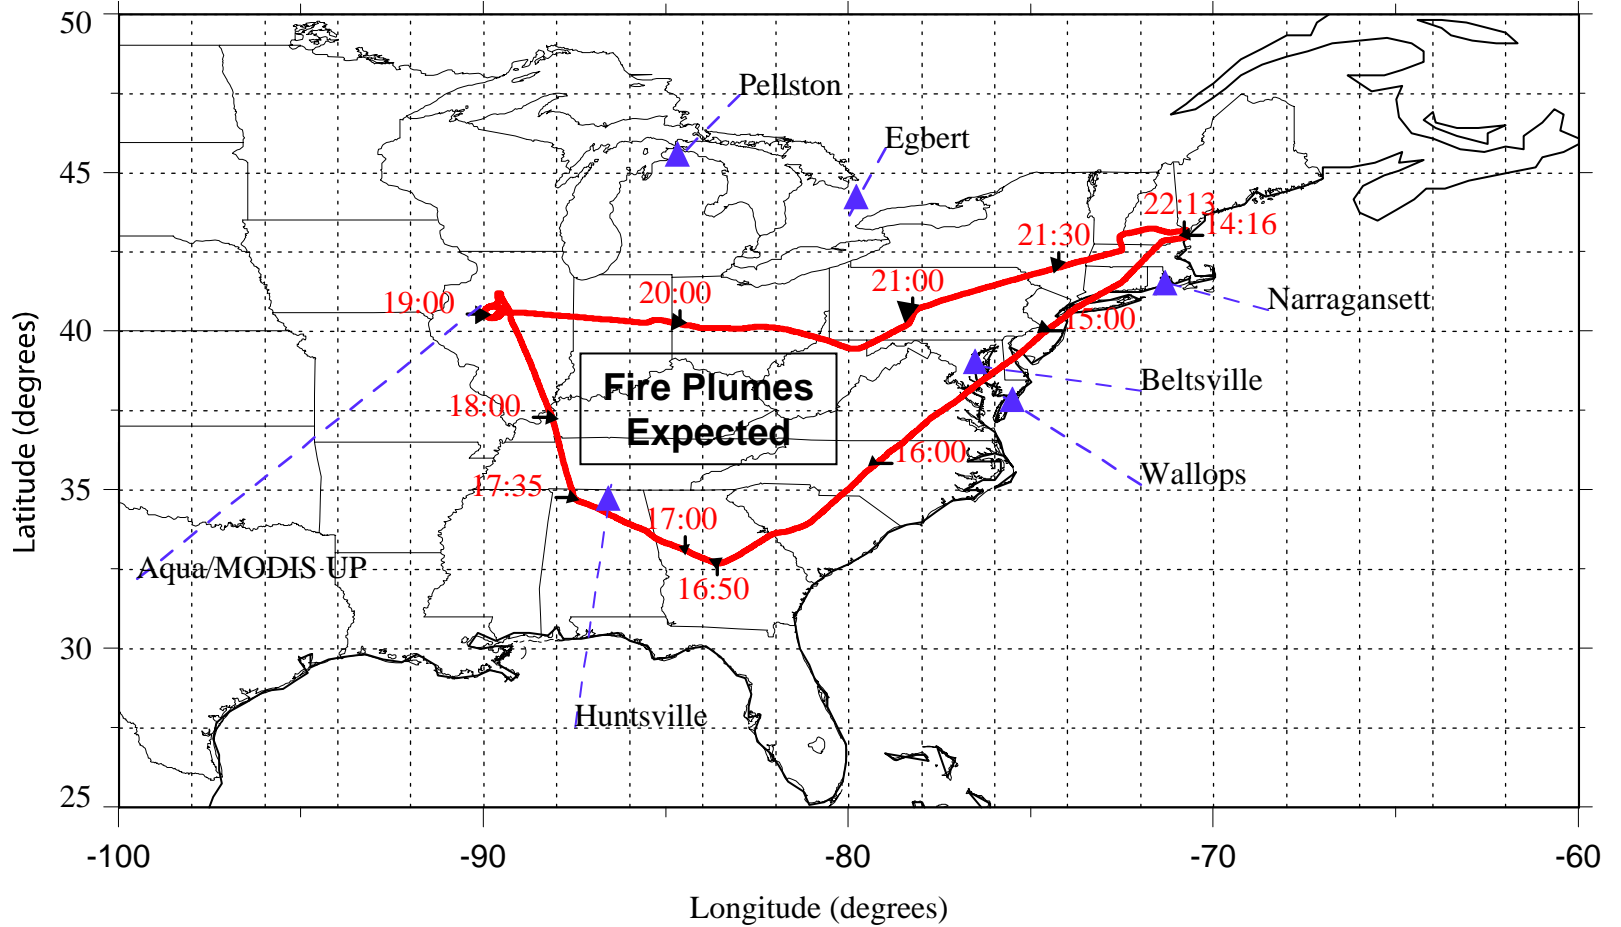 50
45
40
35
30
25
Latitude (degrees)
-100
-90
-80
-70
-60
Longitude (degrees)
Pellston
Egbert
22:13
14:16
21:30
21:00
20:00
19:00
Narragansett
15:00
Beltsville
Fire Plumes
Expected
18:00
16:00
Wallops
17:35
17:00
Aqua/MODIS UP
16:50
Huntsville